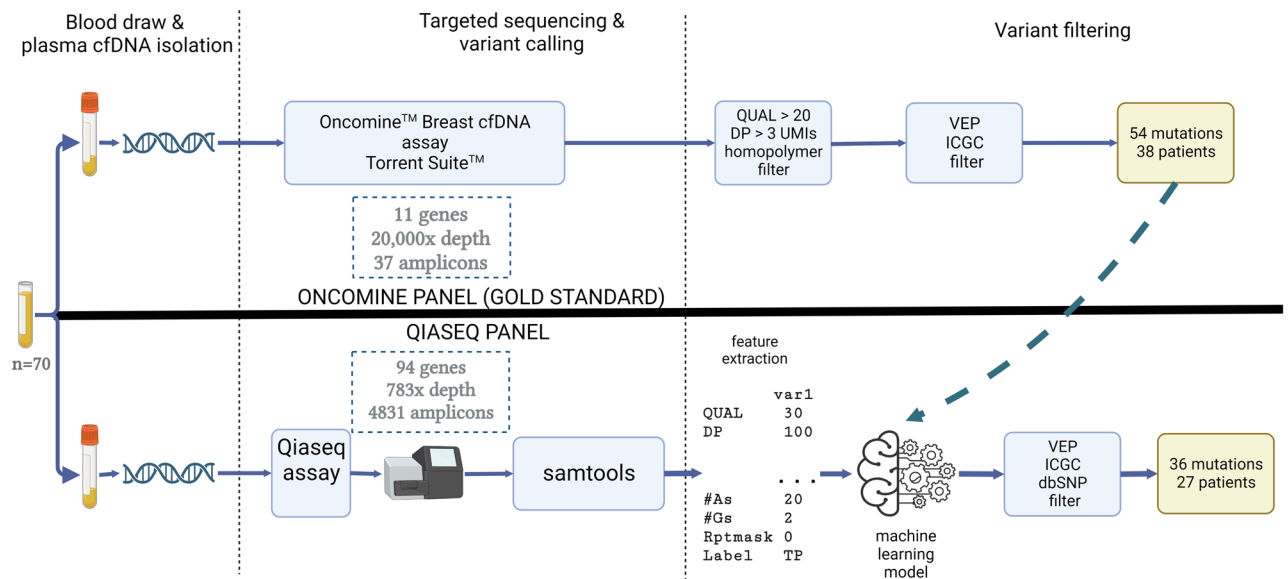 Blood draw &
plasma cfDNA isolation
Targeted sequencing &
variant calling
Variant filtering
Oncomine™ Breast cfDNA
assay
Torrent Suite™
QUAL > 20
DP > 3 UMIs
homopolymer
filter
VEP
ICGC
filter
54 mutations
38 patients
11 genes
20,000x depth
37 amplicons
ONCOMINE PANEL (GOLD STANDARD)
QIASEQ PANEL
n=70
94 genes
783x depth
4831 amplicons
Qiaseq
assay
samtools
feature
extraction
var1
QUAL 30
DP 100
. . .
#As 20
#Gs 2
Rptmask 0
Label TP
machine
learning
model
VEP
ICGC
dbSNP
filter
36 mutations
27 patients